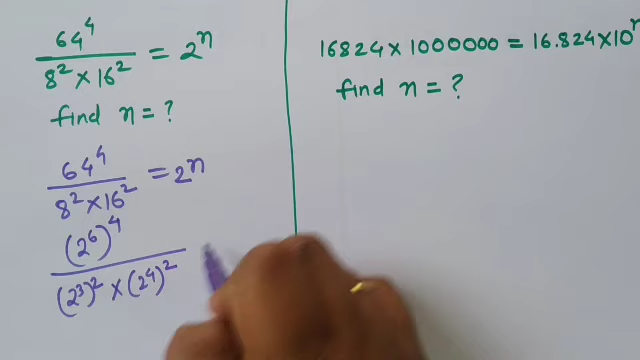 64⁴ / 8² × 16² = 2ⁿ
find n = ?
64⁴ / 8² × 16² = 2ⁿ
(2⁶)⁴ / (2³)² × (2⁴)²
16824 × 1000000 = 16.824 × 10ⁿ
find n = ?